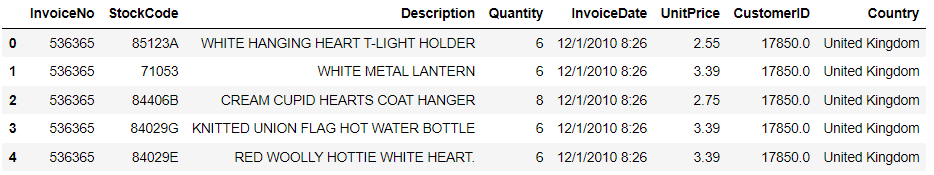 InvoiceNo StockCode Description Quantity InvoiceDate UnitPrice CustomerID Country
0 536365 85123A WHITE HANGING HEART T-LIGHT HOLDER 6 12/1/2010 8:26 2.55 17850.0 United Kingdom
1 536365 71053 WHITE METAL LANTERN 6 12/1/2010 8:26 3.39 17850.0 United Kingdom
2 536365 84406B CREAM CUPID HEARTS COAT HANGER 8 12/1/2010 8:26 2.75 17850.0 United Kingdom
3 536365 84029G KNITTED UNION FLAG HOT WATER BOTTLE 6 12/1/2010 8:26 3.39 17850.0 United Kingdom
4 536365 84029E RED WOOLLY HOTTIE WHITE HEART. 6 12/1/2010 8:26 3.39 17850.0 United Kingdom